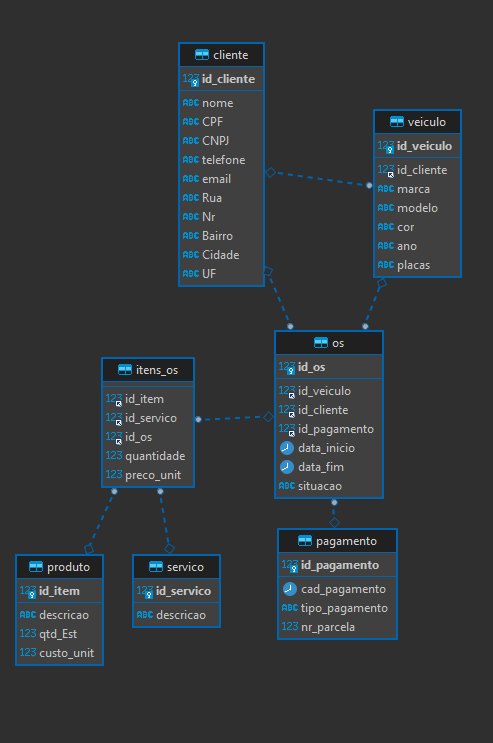 cliente
123 id_cliente
ABC nome
ABC CPF
ABC CNPJ
ABC telefone
ABC email
ABC Rua
ABC Nr
ABC Bairro
ABC Cidade
ABC UF
veiculo
123 id_veiculo
123 id_cliente
ABC marca
ABC modelo
ABC cor
ABC ano
ABC placas
os
123 id_os
123 id_veiculo
123 id_cliente
123 id_pagamento
data_inicio
data_fim
ABC situacao
itens_os
123 id_item
123 id_servico
123 id_os
123 quantidade
123 preco_unit
pagamento
123 id_pagamento
cad_pagamento
ABC tipo_pagamento
123 nr_parcela
produto
123 id_item
ABC descricao
123 qtd_Est
123 custo_unit
servico
123 id_servico
ABC descricao